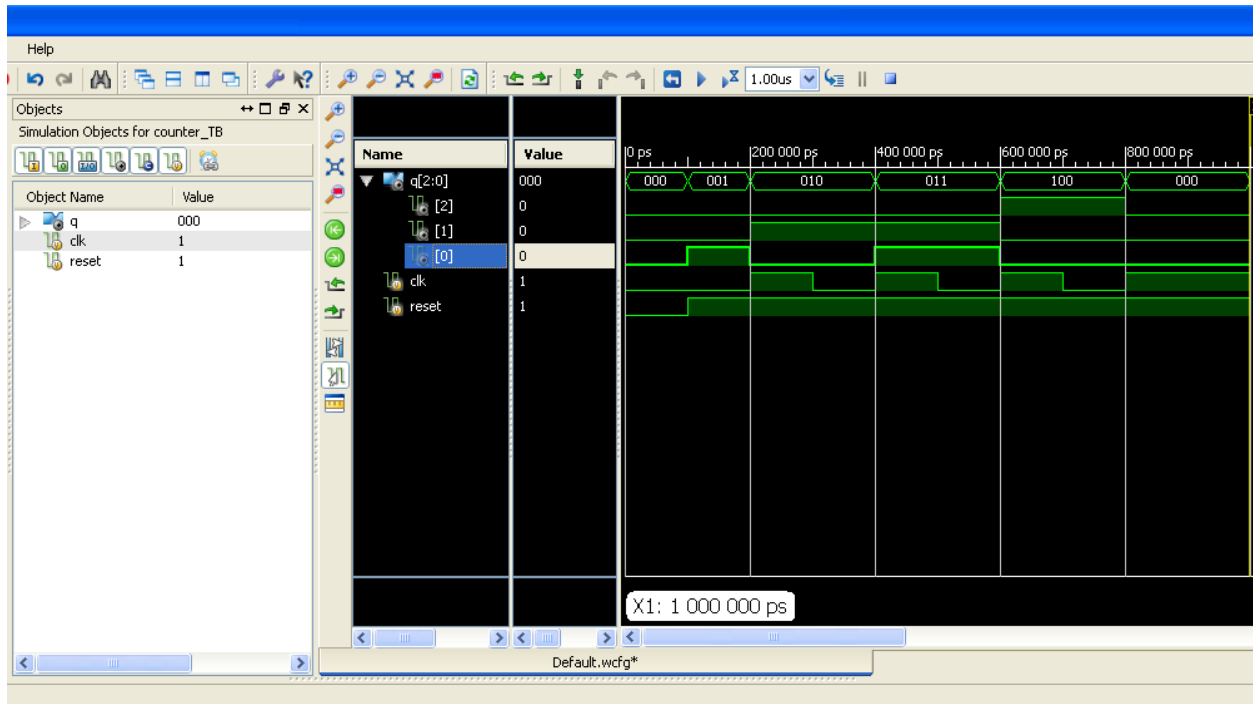 Help
1.00us
Objects
Simulation Objects for counter_TB
Object Name Value
q 000
clk 1
reset 1
Name Value
q[2:0] 000
[2] 0
[1] 0
[0] 0
clk 1
reset 1
0 ps 200 000 ps 400 000 ps 600 000 ps 800 000 ps
000 001 010 011 100 000
X1: 1 000 000 ps
Default.wcfg*